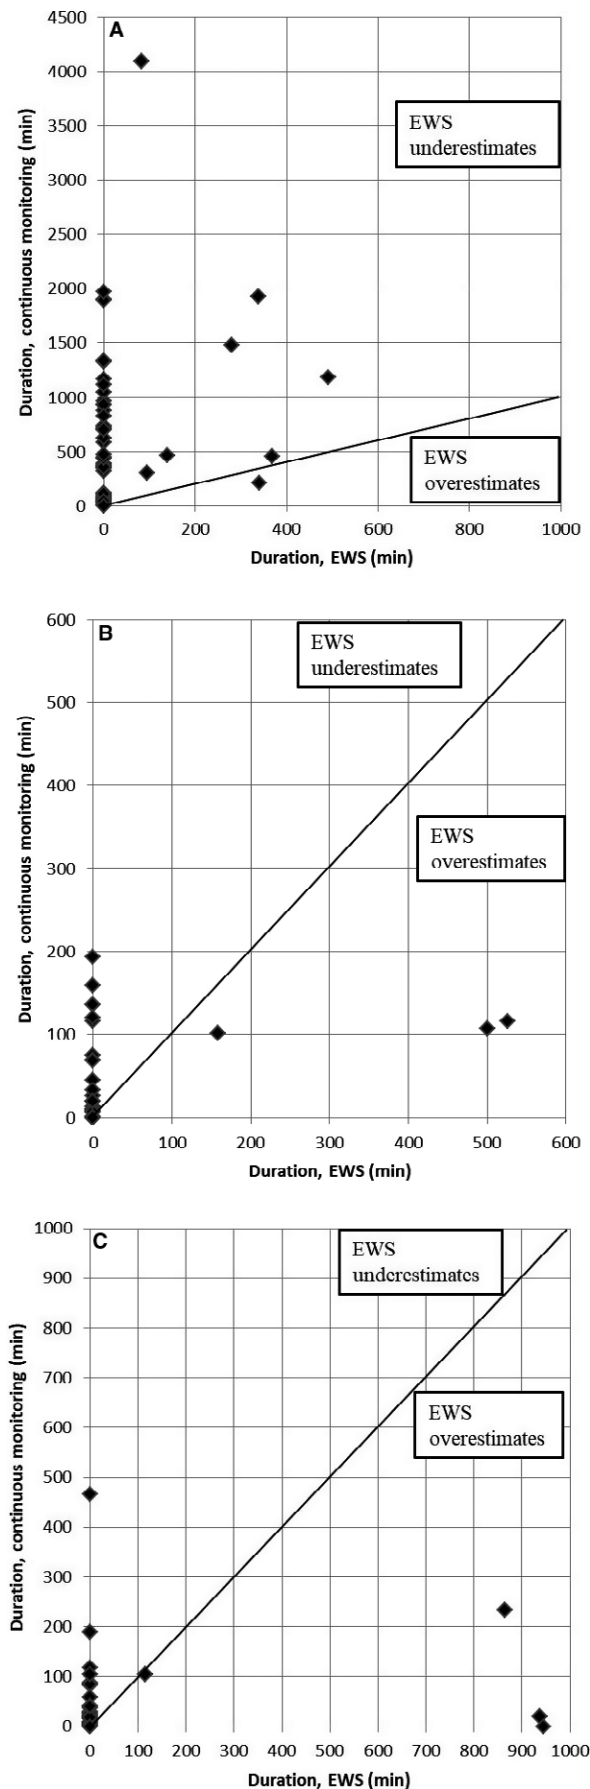 A
4500
4000
3500
3000
2500
2000
1500
1000
500
0
Duration, continuous monitoring (min)
EWS
underestimates
EWS
overestimates
0 200 400 600 800 1000
Duration, EWS (min)
B
600
500
400
300
200
100
0
Duration, continuous monitoring (min)
EWS
underestimates
EWS
overestimates
0 100 200 300 400 500 600
Duration, EWS (min)
C
1000
900
800
700
600
500
400
300
200
100
0
Duration, continuous monitoring (min)
EWS
underestimates
EWS
overestimates
0 100 200 300 400 500 600 700 800 900 1000
Duration, EWS (min)